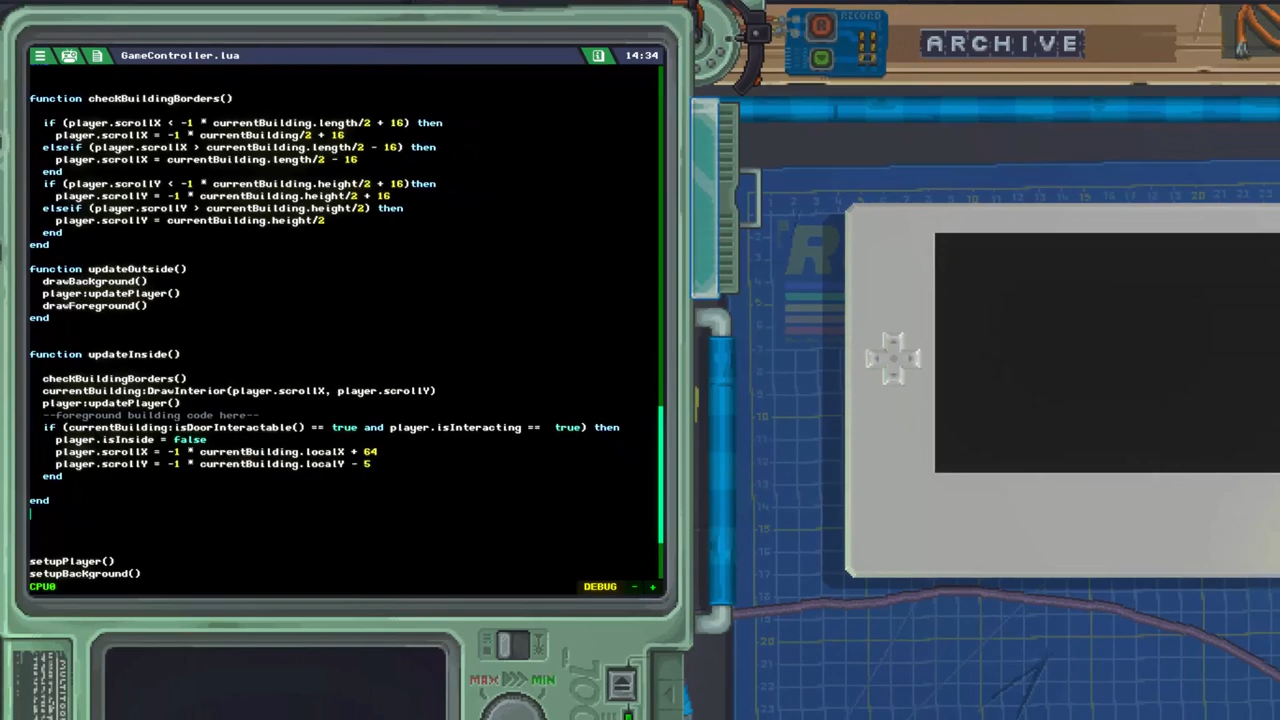 GameController.lua
14:34
function checkBuildingBorders()
if (player.scrollX < -1 * currentBuilding.length/2 + 16) then
player.scrollX = -1 * currentBuilding/2 + 16
elseif (player.scrollX > currentBuilding.length/2 - 16) then
player.scrollX = currentBuilding.length/2 - 16
end
if (player.scrollY < -1 * currentBuilding.height/2 + 16)then
player.scrollY = -1 * currentBuilding.height/2 + 16
elseif (player.scrollY > currentBuilding.height/2) then
player.scrollY = currentBuilding.height/2
end
end
function updateOutside()
drawBackground()
player:updatePlayer()
drawForeground()
end
function updateInside()
checkBuildingBorders()
currentBuilding:DrawInterior(player.scrollX, player.scrollY)
player:updatePlayer()
--foreground building code here--
if (currentBuilding:isDoorInteractable() == true and player.isInteracting ==  true) then
player.isInside = false
player.scrollX = -1 * currentBuilding.localX + 64
player.scrollY = -1 * currentBuilding.localY - 5
end
end
setupPlayer()
setupBackground()
CPU0
DEBUG - +
MAX MIN
RECORD
R
ARCHIVE
R